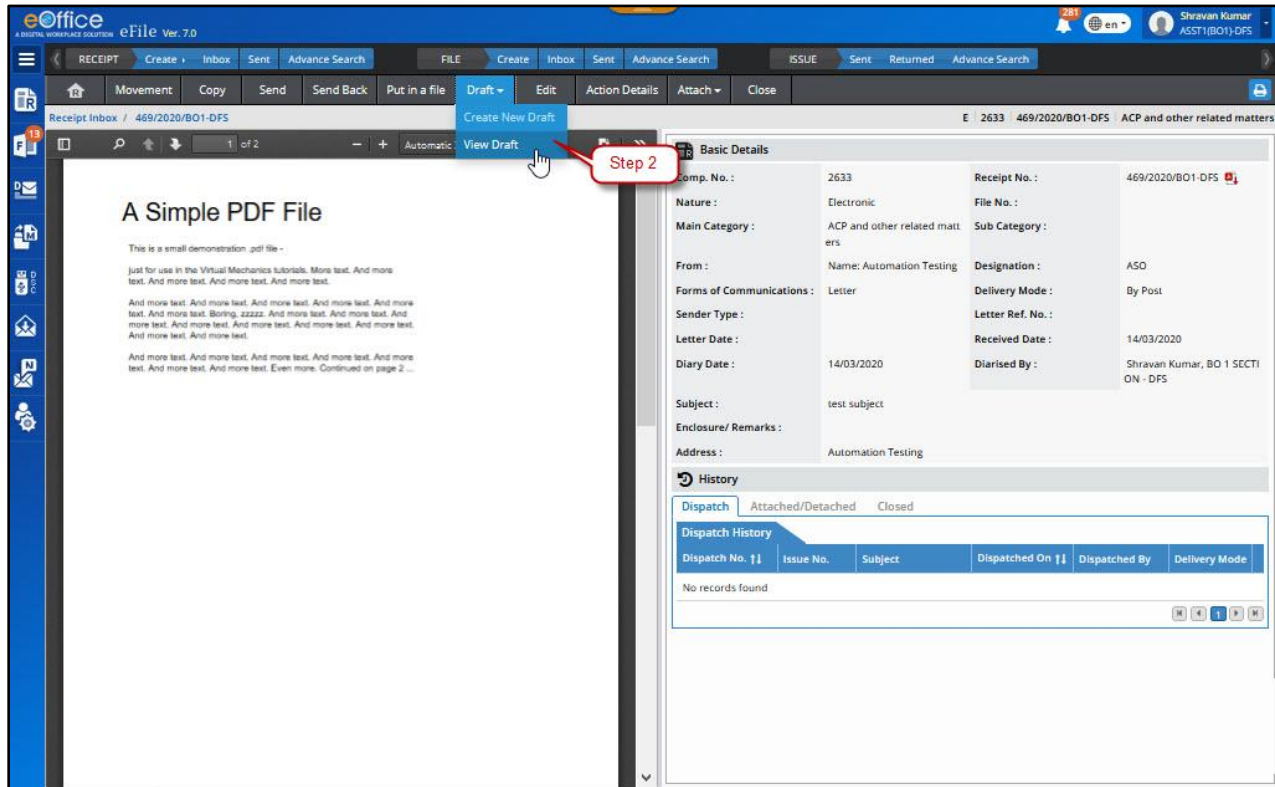 eOffice
A DIGITAL WORKPLACE SOLUTION eFile Ver. 7.0
281
en
Shravan Kumar
ASST1(BO1)-DFS
RECEIPT Create Inbox Sent Advance Search FILE Create Inbox Sent Advance Search ISSUE Sent Returned Advance Search
Movement Copy Send Send Back Put in a file Draft Edit Action Details Attach Close
Create New Draft
View Draft
Step 2
Receipt Inbox / 469/2020/BO1-DFS
E 2633 469/2020/BO1-DFS ACP and other related matters
13
1 of 2 - + Automatic
A Simple PDF File
This is a small demonstration .pdf file -
just for use in the Virtual Mechanics tutorials. More text. And more
text. And more text. And more text. And more text.
And more text. And more text. And more text. And more text. And more
text. And more text. Boring, zzzzz. And more text. And more text. And
more text. And more text. And more text. And more text. And more text.
And more text. And more text.
And more text. And more text. And more text. And more text. And more
text. And more text. And more text. Even more. Continued on page 2 ...
Basic Details
Comp. No. : 2633 Receipt No. : 469/2020/BO1-DFS
Nature : Electronic File No. :
Main Category : ACP and other related matt Sub Category :
ers
From : Name: Automation Testing Designation : ASO
Forms of Communications : Letter Delivery Mode : By Post
Sender Type : Letter Ref. No. :
Letter Date : Received Date : 14/03/2020
Diary Date : 14/03/2020 Diarised By : Shravan Kumar, BO 1 SECTI
ON - DFS
Subject : test subject
Enclosure/ Remarks :
Address : Automation Testing
History
Dispatch Attached/Detached Closed
Dispatch History
Dispatch No. Issue No. Subject Dispatched On Dispatched By Delivery Mode
No records found
1